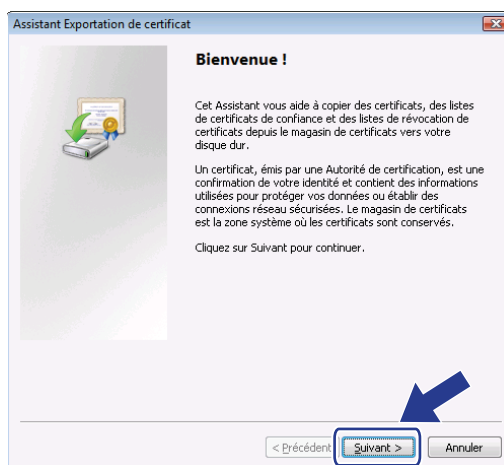 Assistant Exportation de certificat
Bienvenue !
Cet Assistant vous aide à copier des certificats, des listes
de certificats de confiance et des listes de révocation de
certificats depuis le magasin de certificats vers votre
disque dur.
Un certificat, émis par une Autorité de certification, est une
confirmation de votre identité et contient des informations
utilisées pour protéger vos données ou établir des
connexions réseau sécurisées. Le magasin de certificats
est la zone système où les certificats sont conservés.
Cliquez sur Suivant pour continuer.
< Précédent Suivant > Annuler